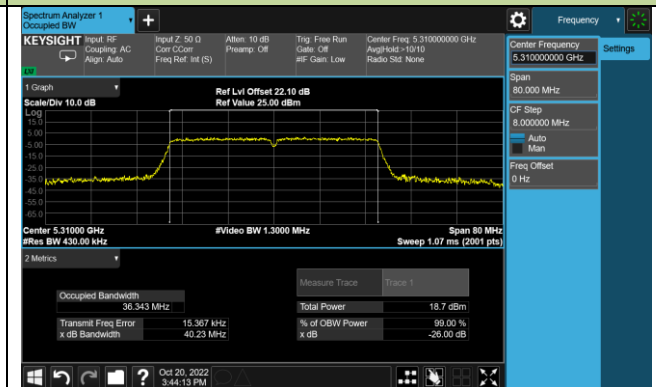 Spectrum Analyzer 1
Occupied BW
Frequency
KEYSIGHT
Input: RF
Coupling: AC
Align: Auto
Input Z: 50 Ω
Corr CCorr
Freq Ref: Int (S)
Atten: 10 dB
Preamp: Off
Trig: Free Run
Gate: Off
#IF Gain: Low
Center Freq: 5.310000000 GHz
Avg|Hold:>10/10
Radio Std: None
Center Frequency
5.310000000 GHz
Settings
Span
80.000 MHz
CF Step
8.000000 MHz
Auto
Man
Freq Offset
0 Hz
1 Graph
Scale/Div 10.0 dB
Ref Lvl Offset 22.10 dB
Ref Value 25.00 dBm
Log
15.0
5.00
-5.00
-15.0
-25.0
-35.0
-45.0
-55.0
-65.0
Center 5.31000 GHz
#Res BW 430.00 kHz
#Video BW 1.3000 MHz
Span 80 MHz
Sweep 1.07 ms (2001 pts)
2 Metrics
Measure Trace
Trace 1
Occupied Bandwidth
36.343 MHz
Total Power
18.7 dBm
Transmit Freq Error
15.367 kHz
% of OBW Power
99.00 %
x dB Bandwidth
40.23 MHz
x dB
-26.00 dB
Oct 20, 2022
3:44:13 PM